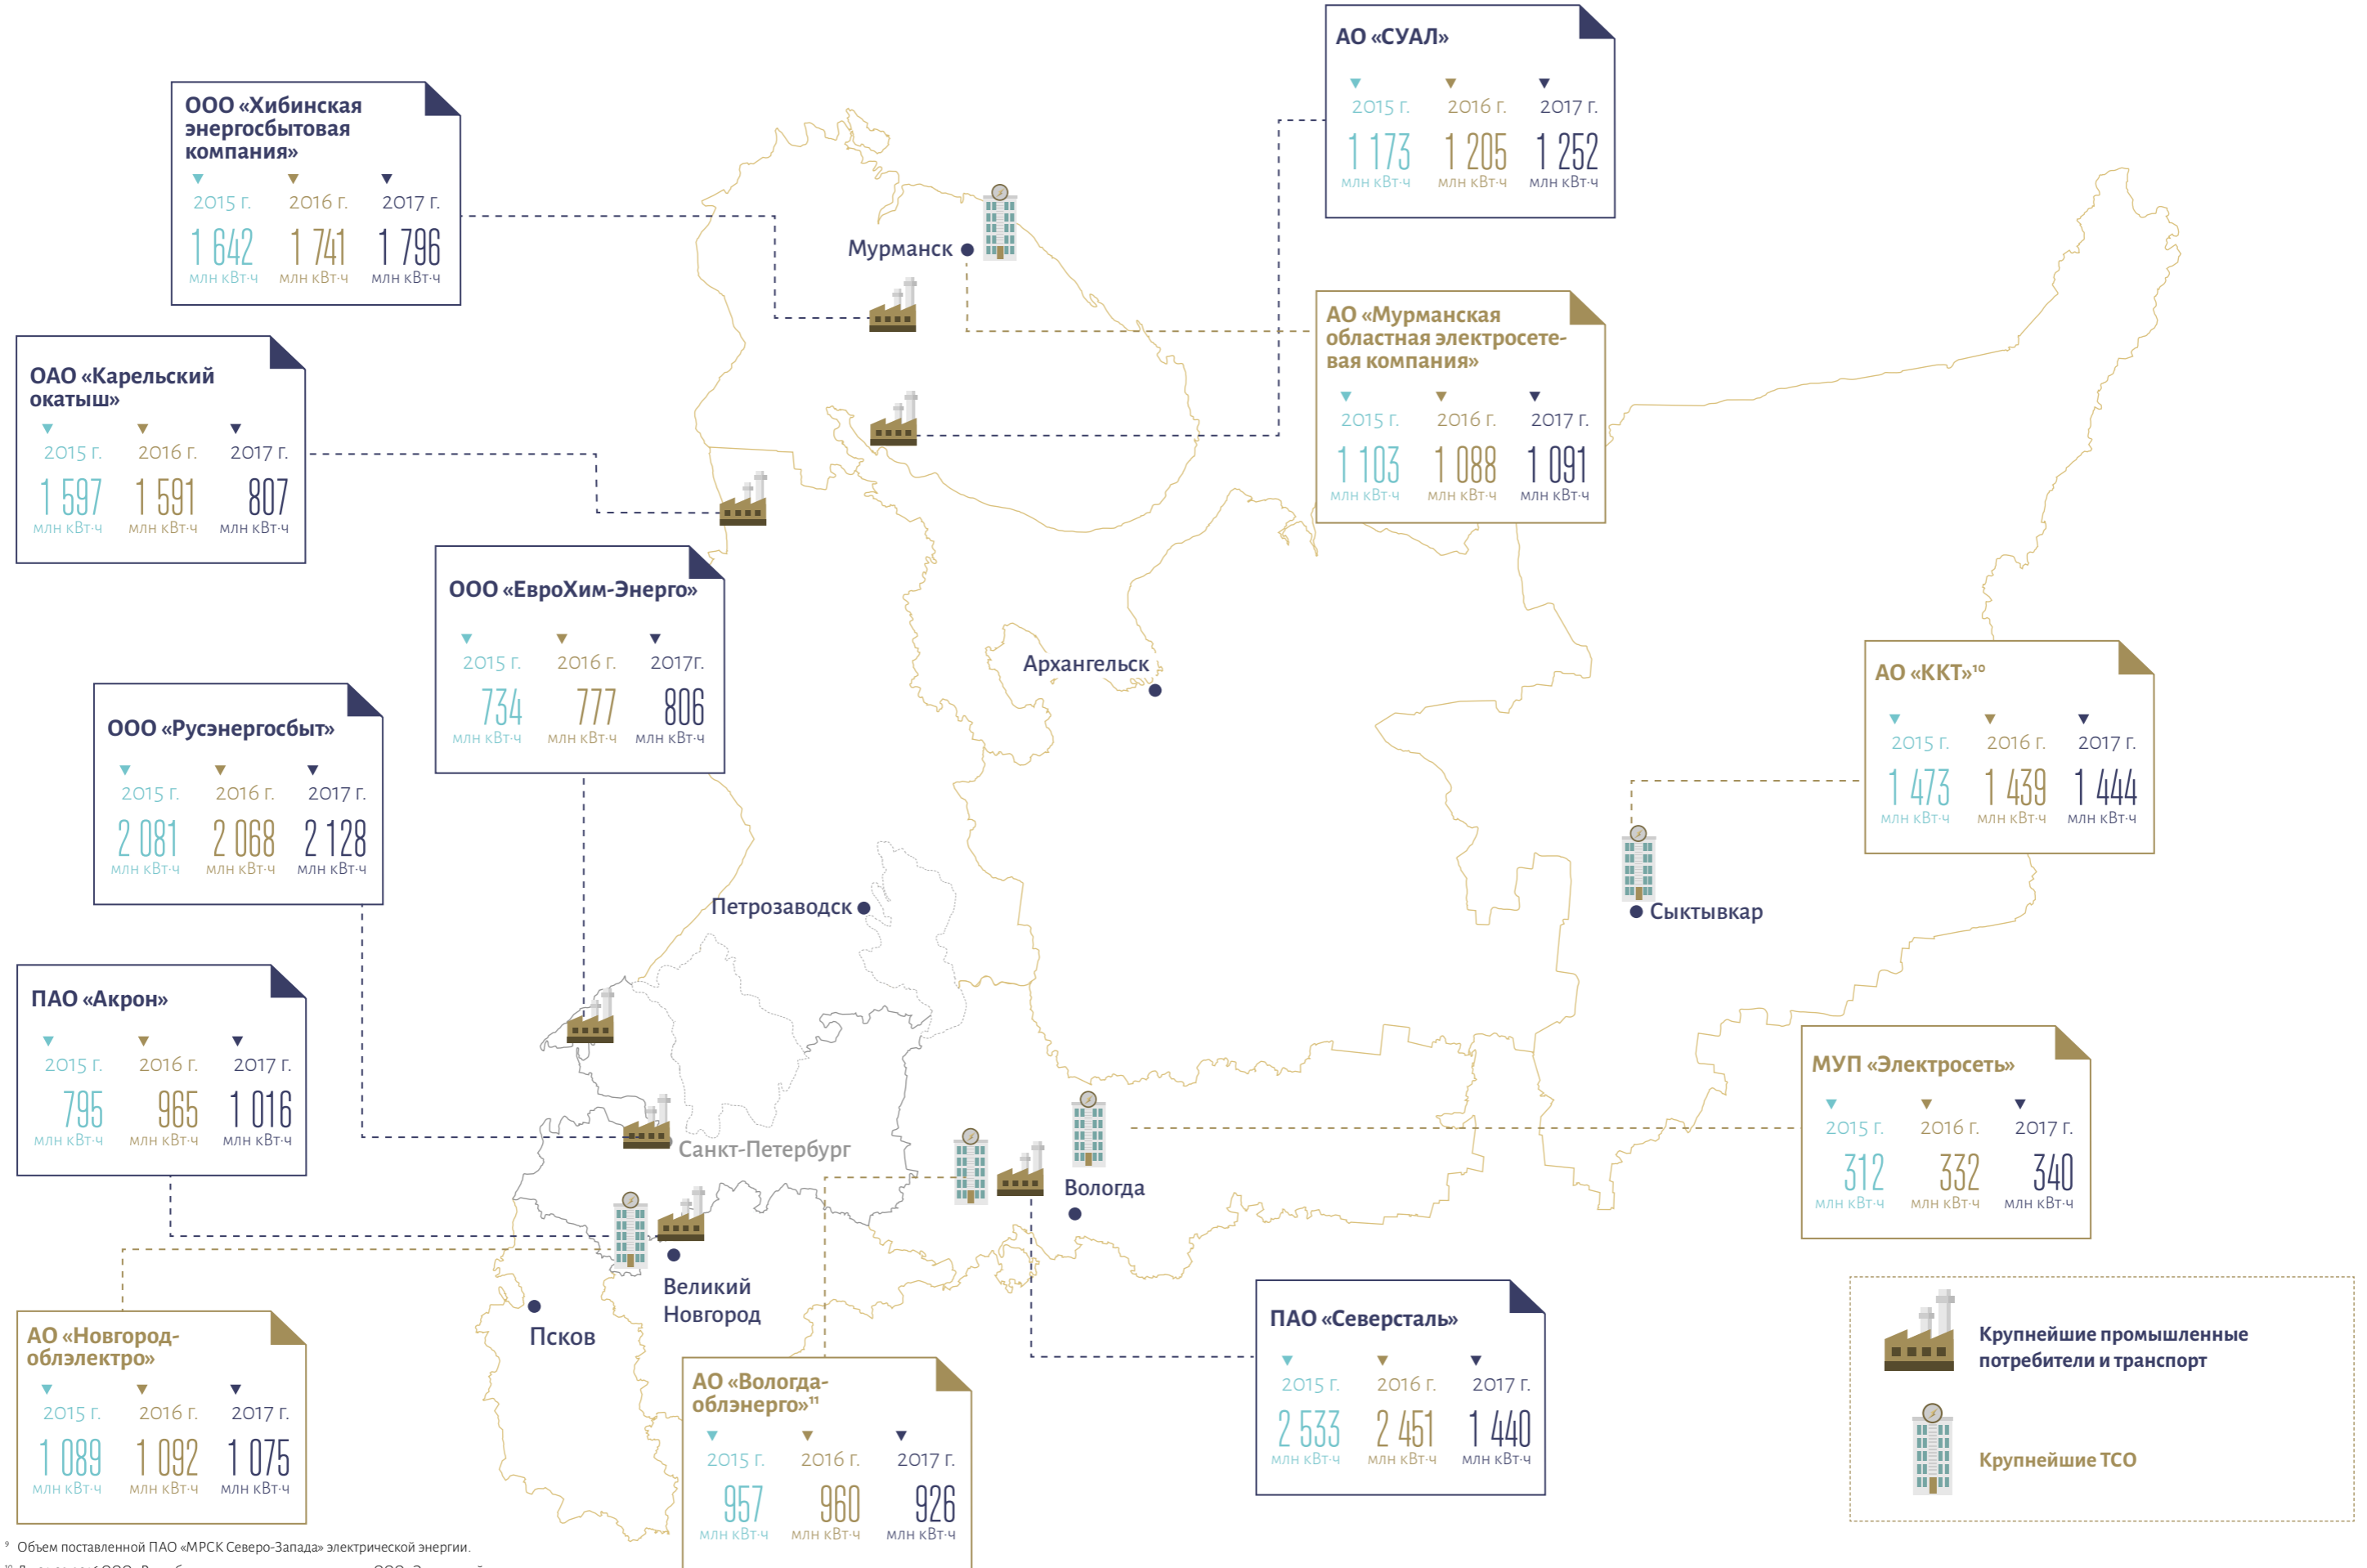 АО «СУАЛ»
2015 г. 2016 г. 2017 г.
1 173 1 205 1 252
млн кВт·ч млн кВт·ч млн кВт·ч
ООО «Хибинская
энергосбытовая
компания»
2015 г. 2016 г. 2017 г.
1 642 1 741 1 796
млн кВт·ч млн кВт·ч млн кВт·ч
Мурманск
АО «Мурманская
областная электросете-
вая компания»
2015 г. 2016 г. 2017 г.
1 103 1 088 1 091
млн кВт·ч млн кВт·ч млн кВт·ч
ОАО «Карельский
окатыш»
2015 г. 2016 г. 2017 г.
1 597 1 591 807
млн кВт·ч млн кВт·ч млн кВт·ч
ООО «ЕвроХим-Энерго»
2015 г. 2016 г. 2017г.
734 777 806
млн кВт·ч млн кВт·ч млн кВт·ч
Архангельск
АО «ККТ»¹⁰
2015 г. 2016 г. 2017 г.
1 473 1 439 1 444
млн кВт·ч млн кВт·ч млн кВт·ч
ООО «Русэнергосбыт»
2015 г. 2016 г. 2017 г.
2 081 2 068 2 128
млн кВт·ч млн кВт·ч млн кВт·ч
Петрозаводск
Сыктывкар
ПАО «Акрон»
2015 г. 2016 г. 2017 г.
795 965 1 016
млн кВт·ч млн кВт·ч млн кВт·ч
МУП «Электросеть»
2015 г. 2016 г. 2017 г.
312 332 340
млн кВт·ч млн кВт·ч млн кВт·ч
Санкт-Петербург
Вологда
Великий
Новгород
Псков
АО «Новгород-
облэлектро»
2015 г. 2016 г. 2017 г.
1 089 1 092 1 075
млн кВт·ч млн кВт·ч млн кВт·ч
АО «Вологда-
облэнерго»¹¹
2015 г. 2016 г. 2017 г.
957 960 926
млн кВт·ч млн кВт·ч млн кВт·ч
ПАО «Северсталь»
2015 г. 2016 г. 2017 г.
2 533 2 451 1 440
млн кВт·ч млн кВт·ч млн кВт·ч
Крупнейшие промышленные
потребители и транспорт
Крупнейшие ТСО
⁹ Объем поставленной ПАО «МРСК Северо-Запада» электрической энергии.